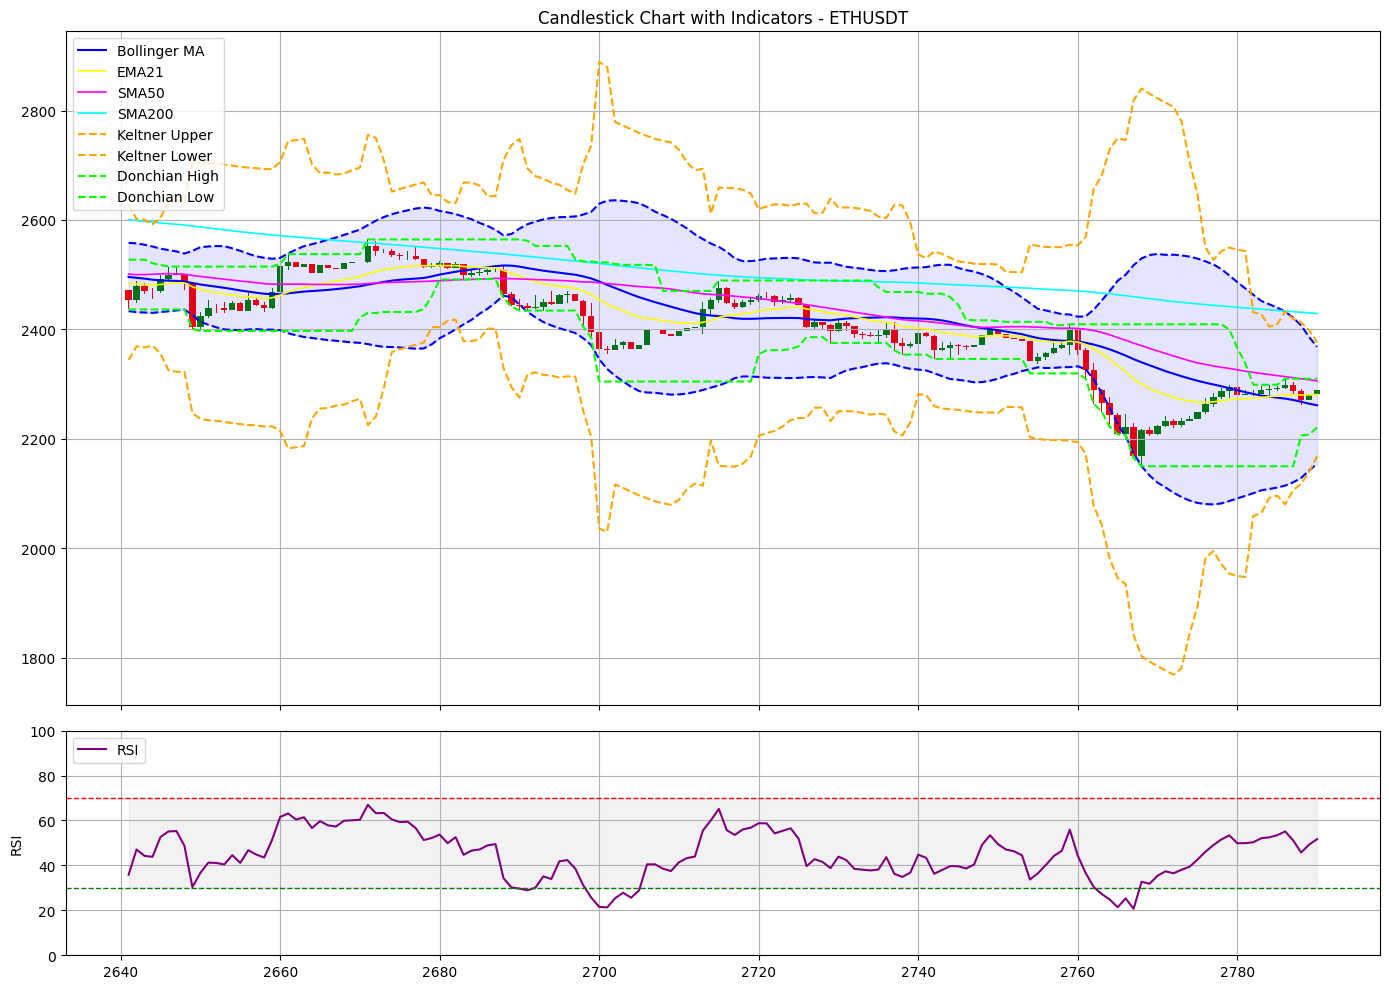 Candlestick Chart with Indicators - ETHUSDT
Bollinger MA
EMA21
SMA50
SMA200
Keltner Upper
Keltner Lower
Donchian High
Donchian Low
2800
2600
2400
2200
2000
1800
RSI
100
80
60
40
20
0
RSI
2640
2660
2680
2700
2720
2740
2760
2780